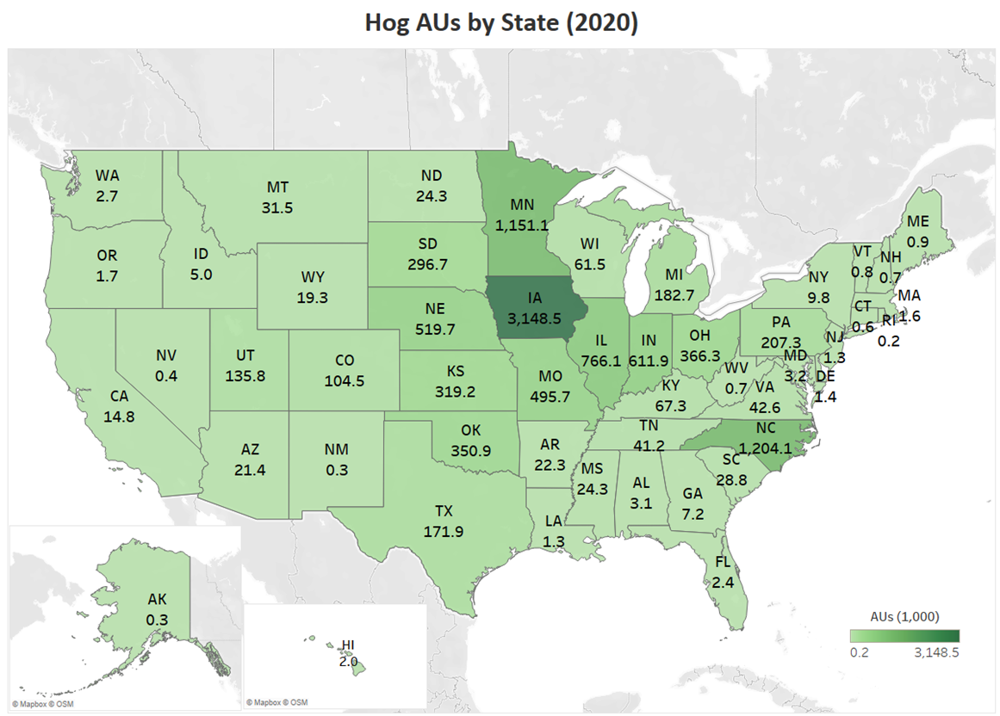 Hog AUs by State (2020)
WA
2.7
MT
31.5
ND
24.3
MN
1,151.1
OR
1.7
ID
5.0
WY
19.3
SD
296.7
WI
61.5
MI
182.7
ME
0.9
VT
0.8
NH
0.7
NY
9.8
MA
1.6
CT
0.6
RI
0.2
NE
519.7
IA
3,148.5
IL
766.1
IN
611.9
OH
366.3
PA
207.3
NJ
1.3
MD
3.2
DE
1.4
NV
0.4
UT
135.8
CO
104.5
KS
319.2
MO
495.7
KY
67.3
WV
0.7
VA
42.6
CA
14.8
AZ
21.4
NM
0.3
OK
350.9
AR
22.3
TN
41.2
NC
1,204.1
SC
28.8
MS
24.3
AL
3.1
GA
7.2
TX
171.9
LA
1.3
FL
2.4
AK
0.3
HI
2.0
AUs (1,000)
0.2 3,148.5
© Mapbox © OSM
© Mapbox © OSM